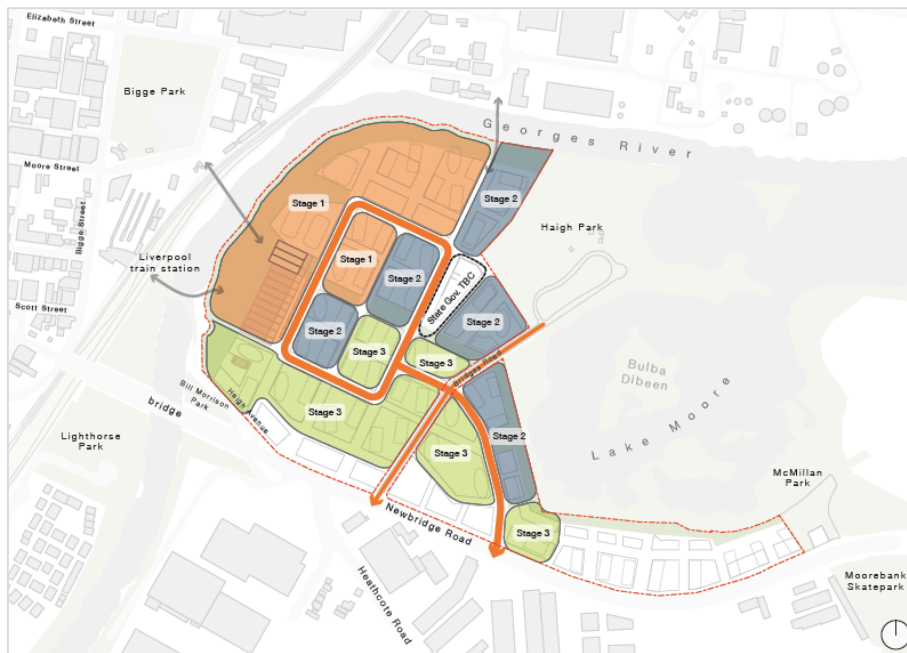 Elizabeth Street
Bigge Park
Georges River
Moore Street
Stage 2
Stage 1
Haigh Park
Bigge Street
Liverpool
train station
Stage 1
Stage 2
State Gov. TBC
Scott Street
Stage 2
Stage 2
Stage 3
Stage 3
Bridges Road
Bulba
Dibeen
Lake Moore
Bill Morrison
Park
Haigh Avenue
bridge
Stage 3
Lighthorse
Park
Stage 2
Stage 3
McMillan
Park
Newbridge Road
Stage 3
Heathcote Road
Moorebank
Skatepark